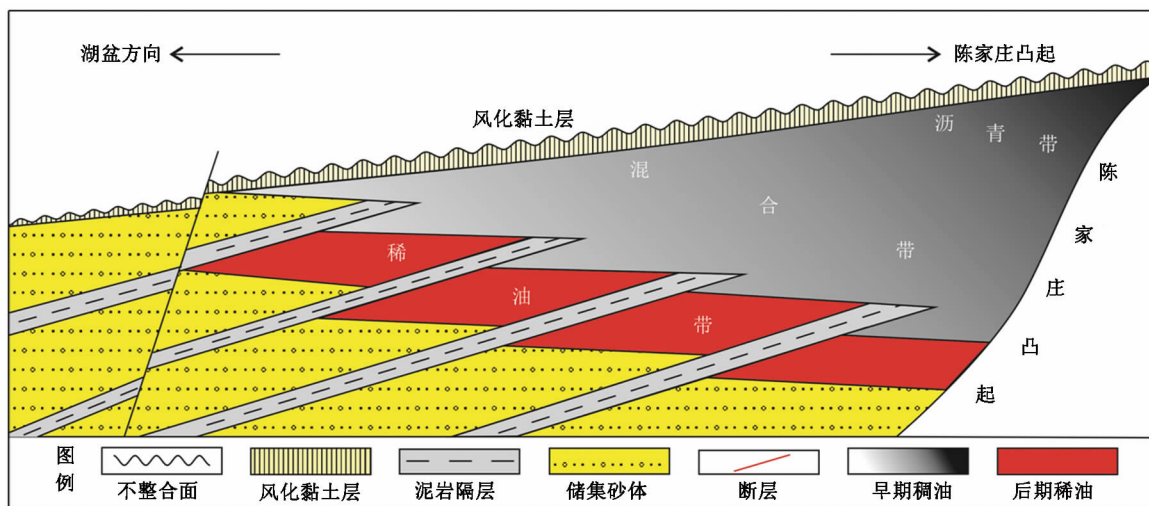 湖盆方向
陈家庄凸起
风化黏土层
沥青带
混合带
稀油带
陈家庄凸起
图例
不整合面
风化黏土层
泥岩隔层
储集砂体
断层
早期稠油
后期稀油